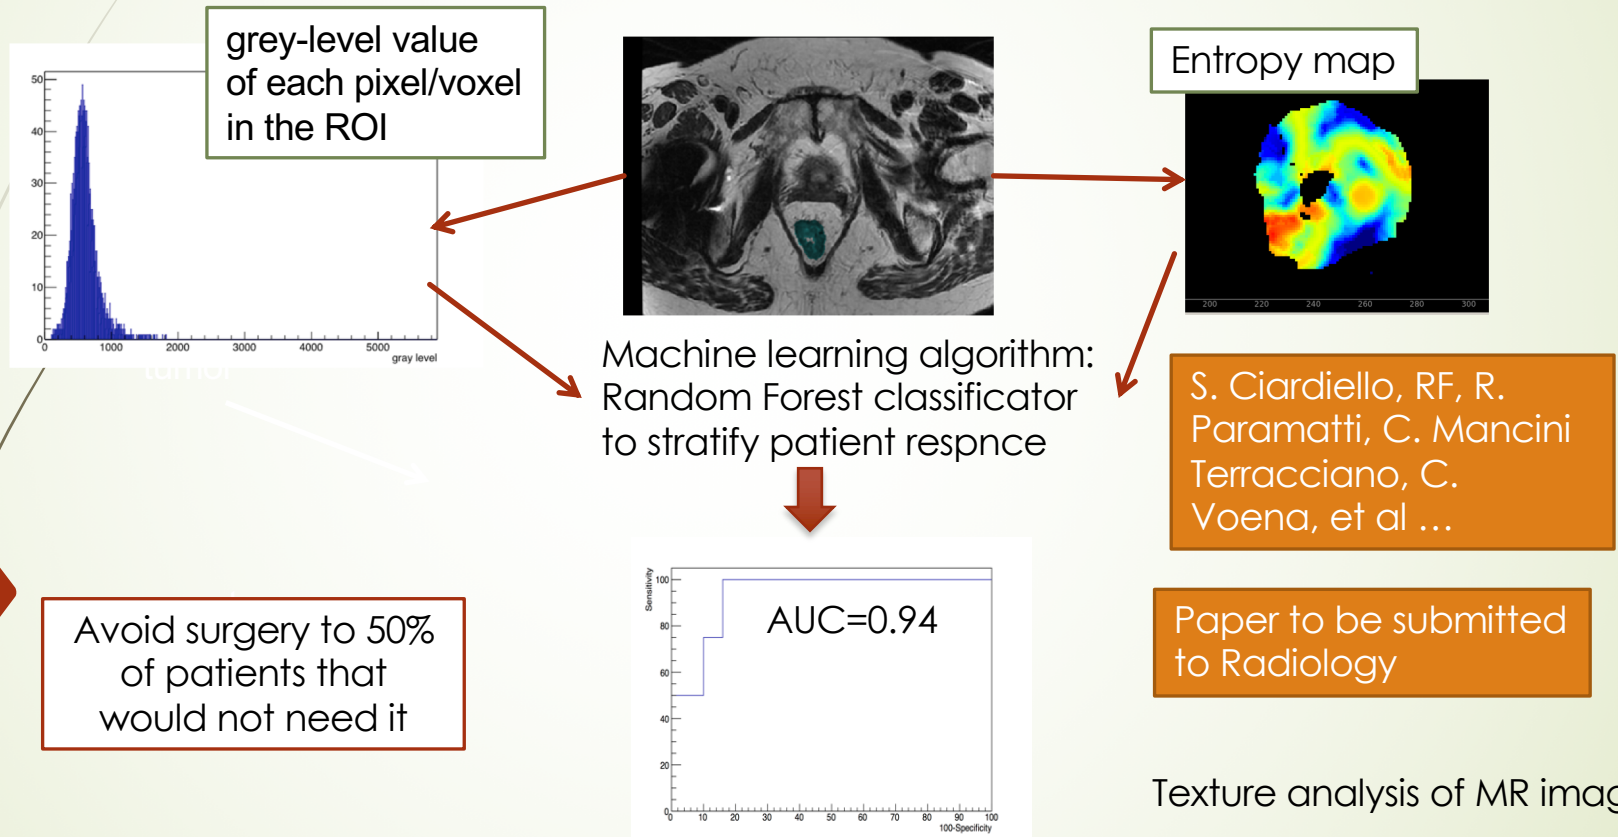 grey-level value
of each pixel/voxel
in the ROI
50
40
30
20
10
0
0 1000 2000 3000 4000 5000
gray level
tumor
Entropy map
200 220 240 260 280 300
Machine learning algorithm:
Random Forest classificator
to stratify patient respnce
S. Ciardiello, RF, R.
Paramatti, C. Mancini
Terracciano, C.
Voena, et al …
Avoid surgery to 50%
of patients that
would not need it
Sensitivity
100
80
60
40
20
0
AUC=0.94
0 10 20 30 40 50 60 70 80 90 100
100-Specificity
Paper to be submitted
to Radiology
Texture analysis of MR imag